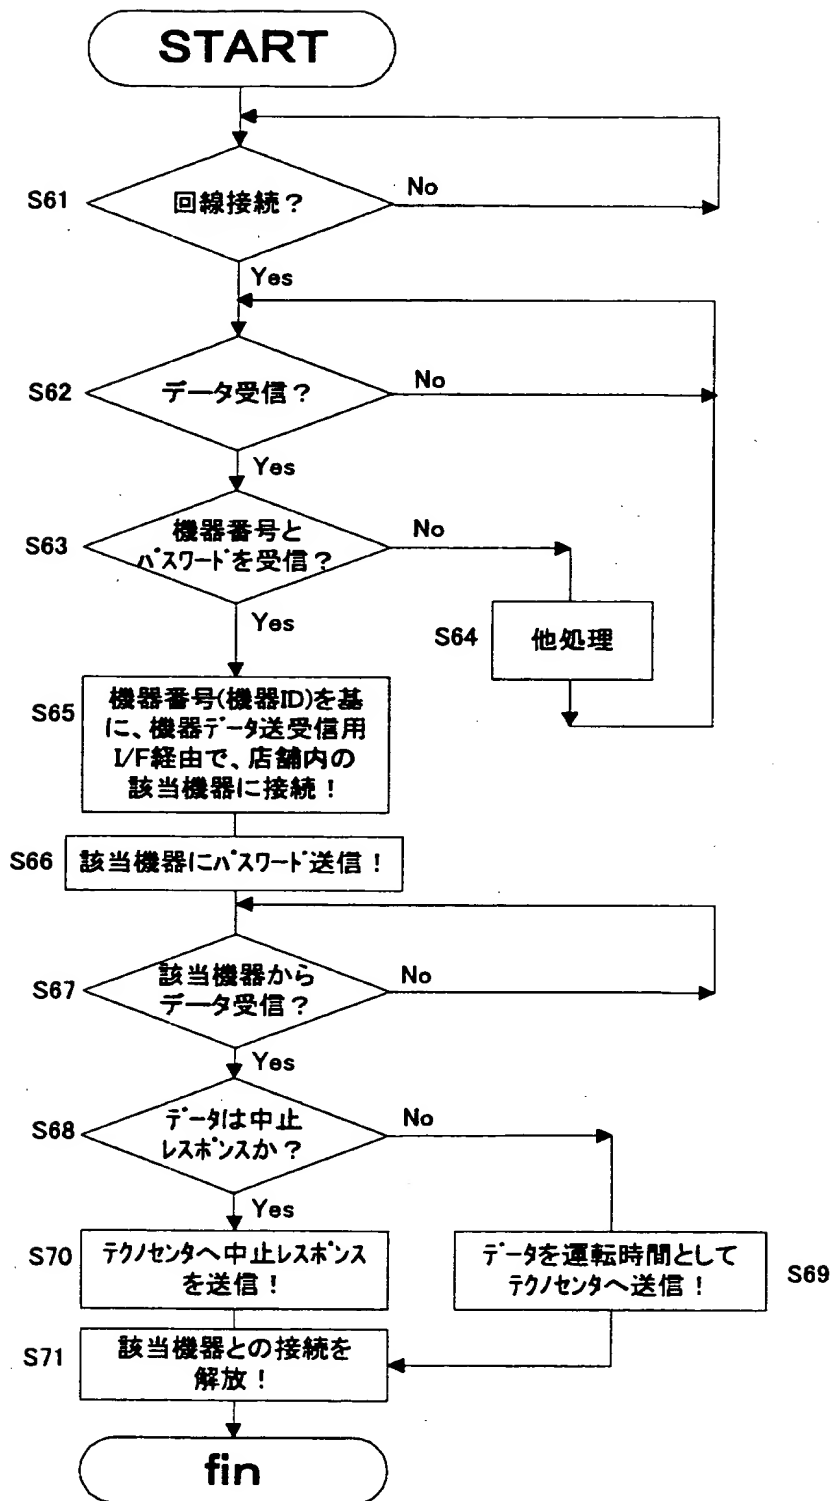 START
S61
回線接続？
No
Yes
S62
データ受信？
No
Yes
S63
機器番号と
パスワードを受信？
No
Yes
S64
他処理
S65
機器番号(機器ID)を基
に、機器データ送受信用
I/F経由で、店舗内の
該当機器に接続！
S66
該当機器にパスワード送信！
S67
該当機器から
データ受信？
No
Yes
S68
データは中止
レスポンスか？
No
Yes
S70
テクノセンタへ中止レスポンス
を送信！
データを運転時間として
テクノセンタへ送信！
S69
S71
該当機器との接続を
解放！
fin